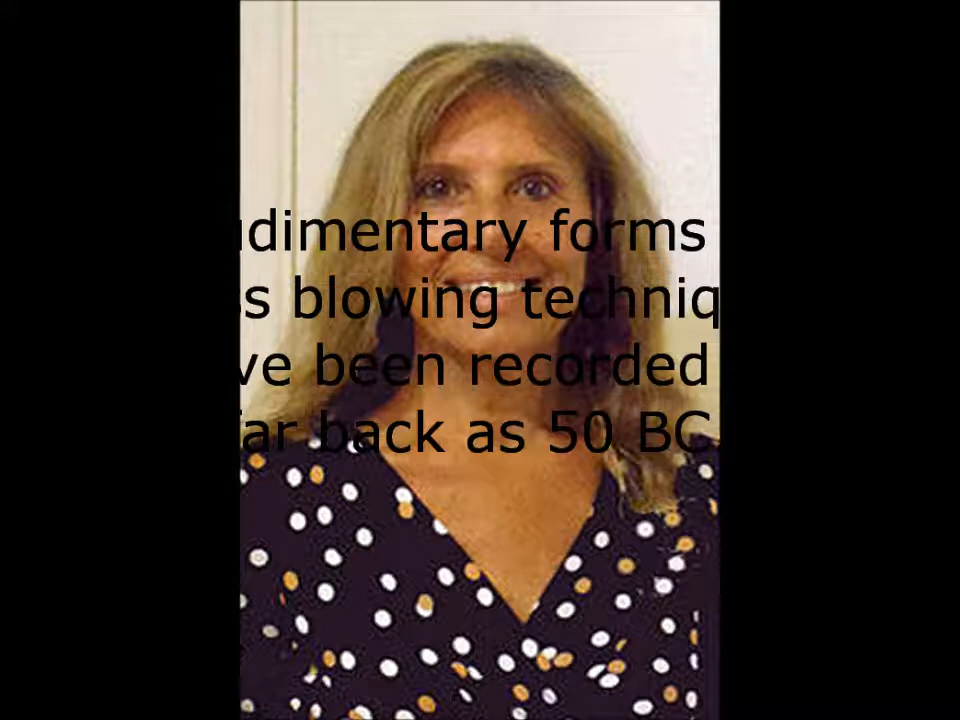 udimentary forms
s blowing techniq
ve been recorded
far back as 50 BC